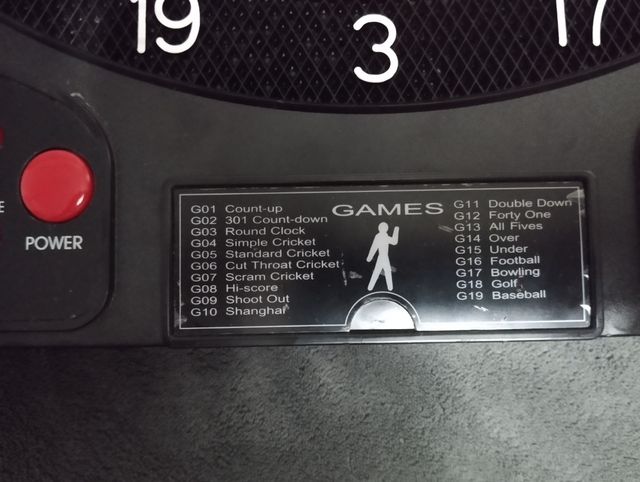 19
3
17
E
POWER
GAMES
G01 Count-up
G02 301 Count-down
G03 Round Clock
G04 Simple Cricket
G05 Standard Cricket
G06 Cut Throat Cricket
G07 Scram Cricket
G08 Hi-score
G09 Shoot Out
G10 Shanghai
G11 Double Down
G12 Forty One
G13 All Fives
G14 Over
G15 Under
G16 Football
G17 Bowling
G18 Golf
G19 Baseball